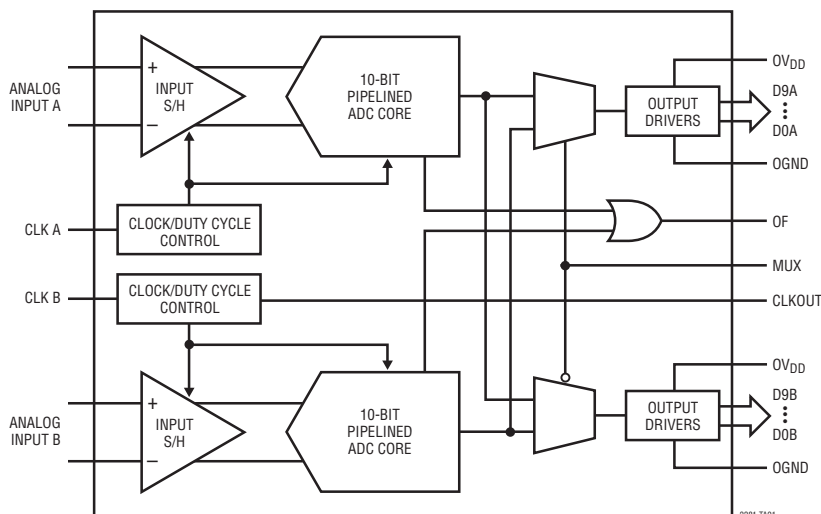 ANALOG
INPUT A
+
−
INPUT
S/H
10-BIT
PIPELINED
ADC CORE
OUTPUT
DRIVERS
OVDD
D9A
D0A
OGND
CLK A
CLOCK/DUTY CYCLE
CONTROL
OF
MUX
CLK B
CLOCK/DUTY CYCLE
CONTROL
CLKOUT
ANALOG
INPUT B
+
−
INPUT
S/H
10-BIT
PIPELINED
ADC CORE
OUTPUT
DRIVERS
OVDD
D9B
D0B
OGND